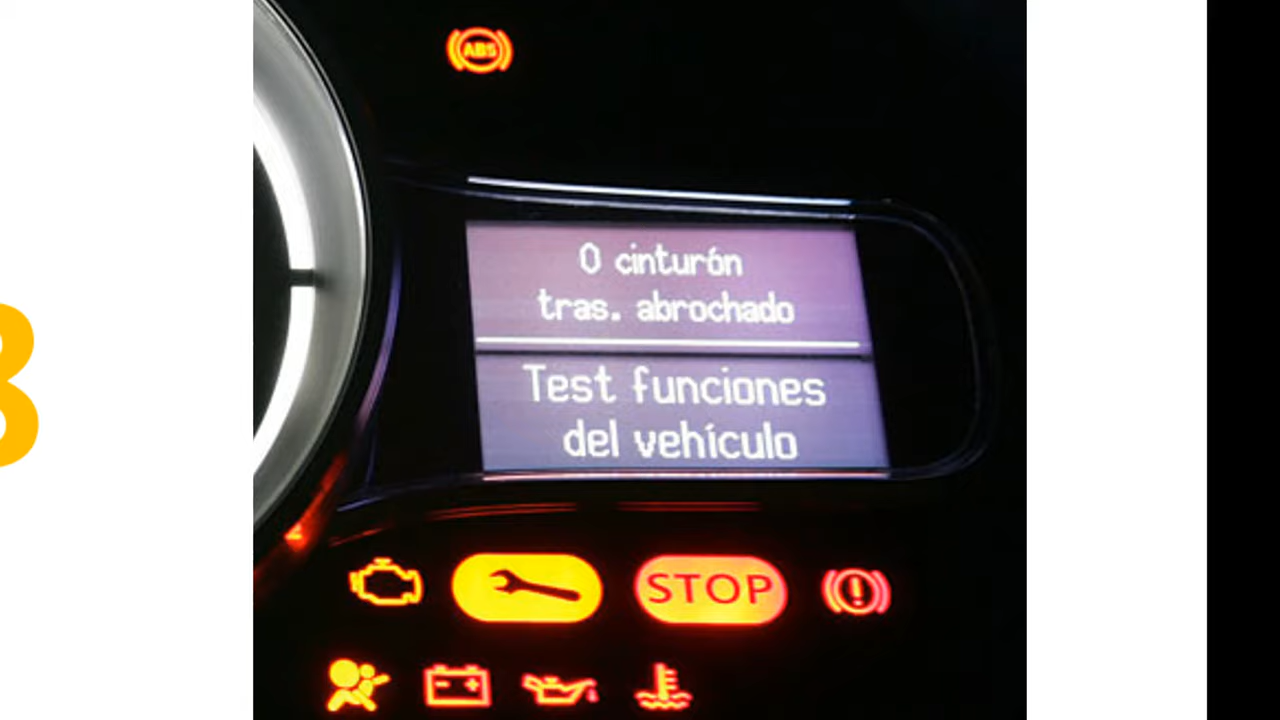 ABS
0 cinturón
tras. abrochado
Test funciones
del vehículo
STOP